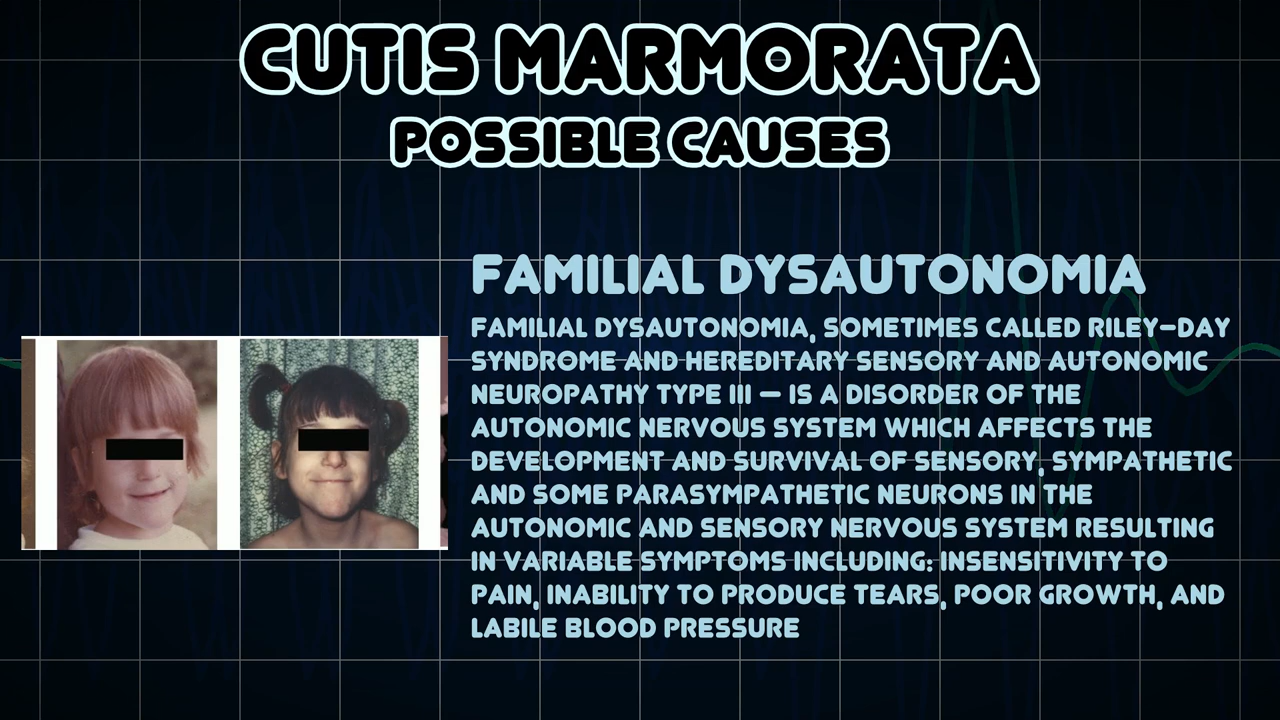 CUTIS MARMORATA
POSSIBLE CAUSES
FAMILIAL DYSAUTONOMIA
FAMILIAL DYSAUTONOMIA, SOMETIMES CALLED RILEY–DAY
SYNDROME AND HEREDITARY SENSORY AND AUTONOMIC
NEUROPATHY TYPE III — IS A DISORDER OF THE
AUTONOMIC NERVOUS SYSTEM WHICH AFFECTS THE
DEVELOPMENT AND SURVIVAL OF SENSORY, SYMPATHETIC
AND SOME PARASYMPATHETIC NEURONS IN THE
AUTONOMIC AND SENSORY NERVOUS SYSTEM RESULTING
IN VARIABLE SYMPTOMS INCLUDING: INSENSITIVITY TO
PAIN, INABILITY TO PRODUCE TEARS, POOR GROWTH, AND
LABILE BLOOD PRESSURE